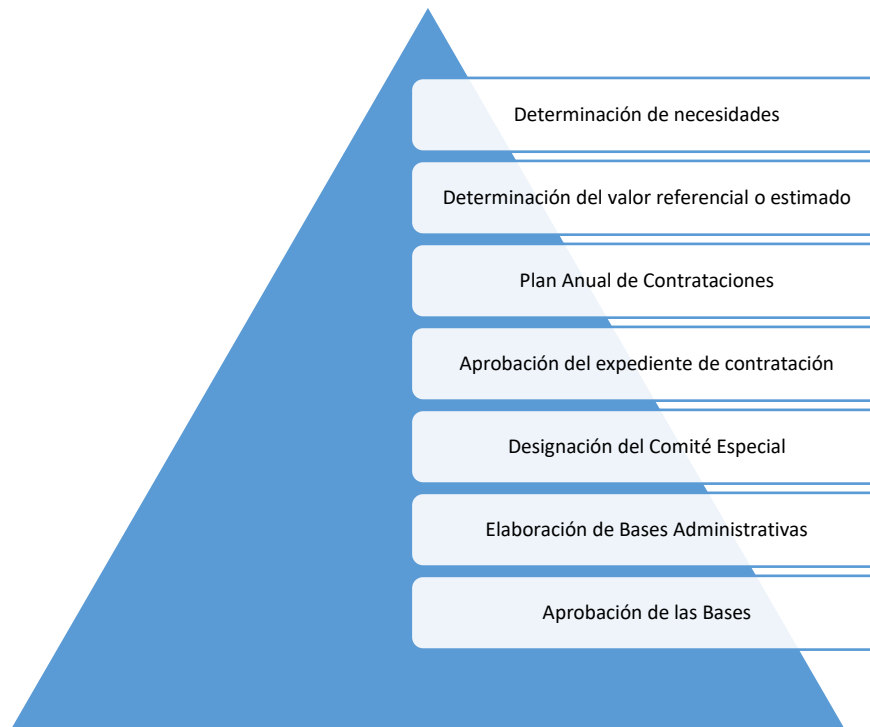 Determinación de necesidades
Determinación del valor referencial o estimado
Plan Anual de Contrataciones
Aprobación del expediente de contratación
Designación del Comité Especial
Elaboración de Bases Administrativas
Aprobación de las Bases